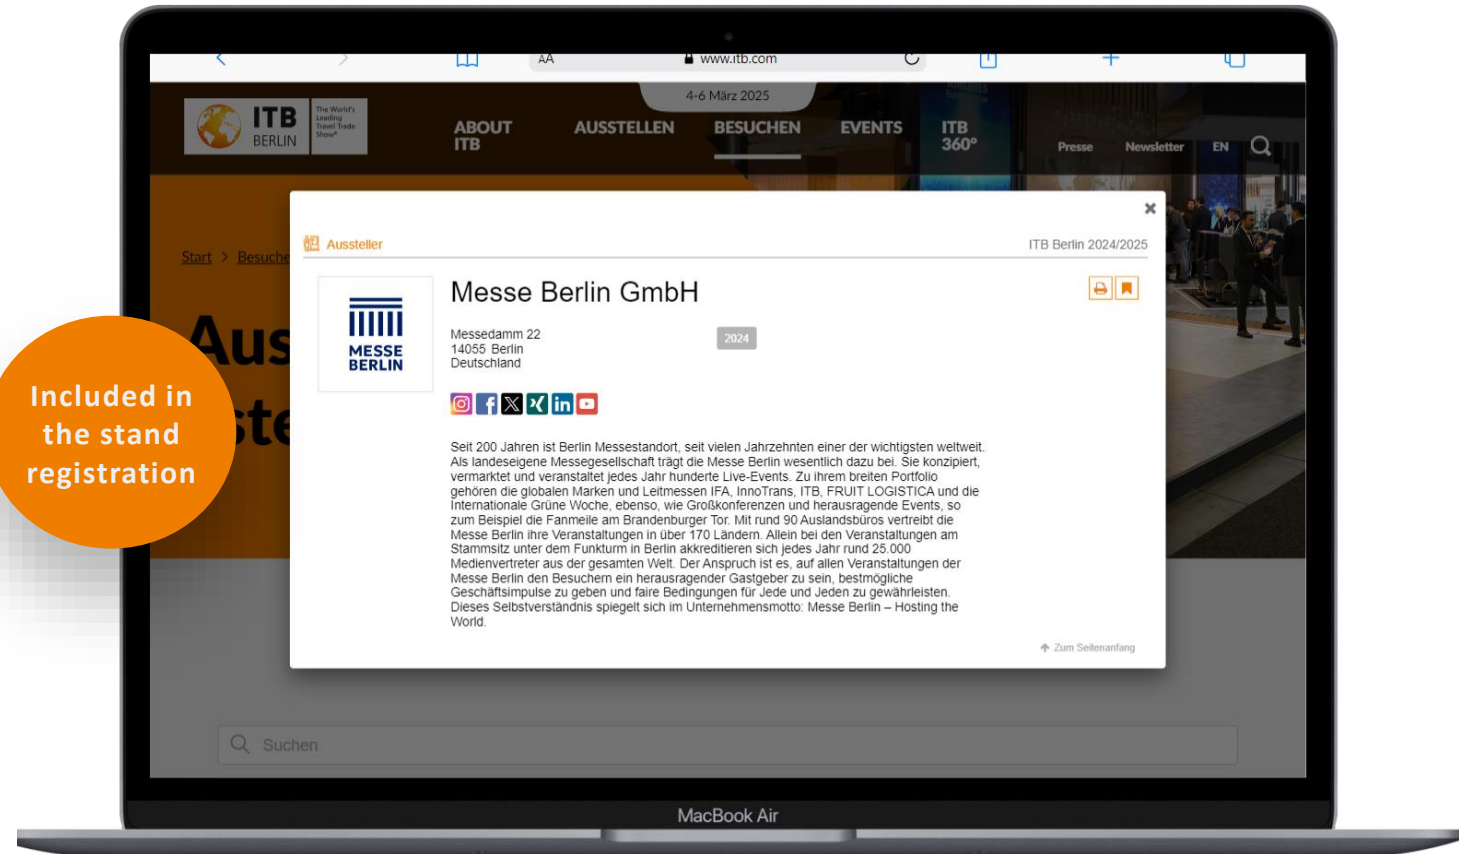 AA
www.itb.com
4-6 März 2025
ITB
BERLIN
The World's
Leading
Travel Trade
Show®
ABOUT
ITB
AUSSTELLEN
BESUCHEN
EVENTS
ITB
360°
Presse
Newsletter
EN
Start > Besuche
Aussteller
ITB Berlin 2024/2025
Aus
ste
MESSE
BERLIN
Messe Berlin GmbH
Messedamm 22
14055 Berlin
Deutschland
2024
Seit 200 Jahren ist Berlin Messestandort, seit vielen Jahrzehnten einer der wichtigsten weltweit.
Als landeseigene Messegesellschaft trägt die Messe Berlin wesentlich dazu bei. Sie konzipiert,
vermarktet und veranstaltet jedes Jahr hunderte Live-Events. Zu ihrem breiten Portfolio
gehören die globalen Marken und Leitmessen IFA, InnoTrans, ITB, FRUIT LOGISTICA und die
Internationale Grüne Woche, ebenso, wie Großkonferenzen und herausragende Events, so
zum Beispiel die Fanmeile am Brandenburger Tor. Mit rund 90 Auslandsbüros vertreibt die
Messe Berlin ihre Veranstaltungen in über 170 Ländern. Allein bei den Veranstaltungen am
Stammsitz unter dem Funkturm in Berlin akkreditieren sich jedes Jahr rund 25.000
Medienvertreter aus der gesamten Welt. Der Anspruch ist es, auf allen Veranstaltungen der
Messe Berlin den Besuchern ein herausragender Gastgeber zu sein, bestmögliche
Geschäftsimpulse zu geben und faire Bedingungen für Jede und Jeden zu gewährleisten.
Dieses Selbstverständnis spiegelt sich im Unternehmensmotto: Messe Berlin – Hosting the
World.
Zum Seitenanfang
Included in
the stand
registration
Suchen
MacBook Air